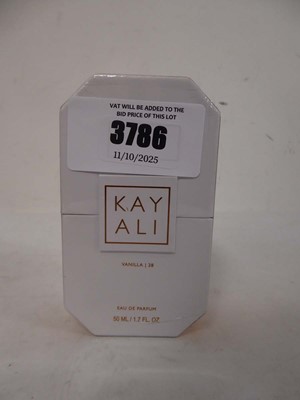 VAT WILL BE ADDED TO THE
BID PRICE OF THIS LOT
3786
11/10/2025
KAY
ALI
VANILLA | 28
EAU DE PARFUM
50 ML / 1.7 FL. OZ